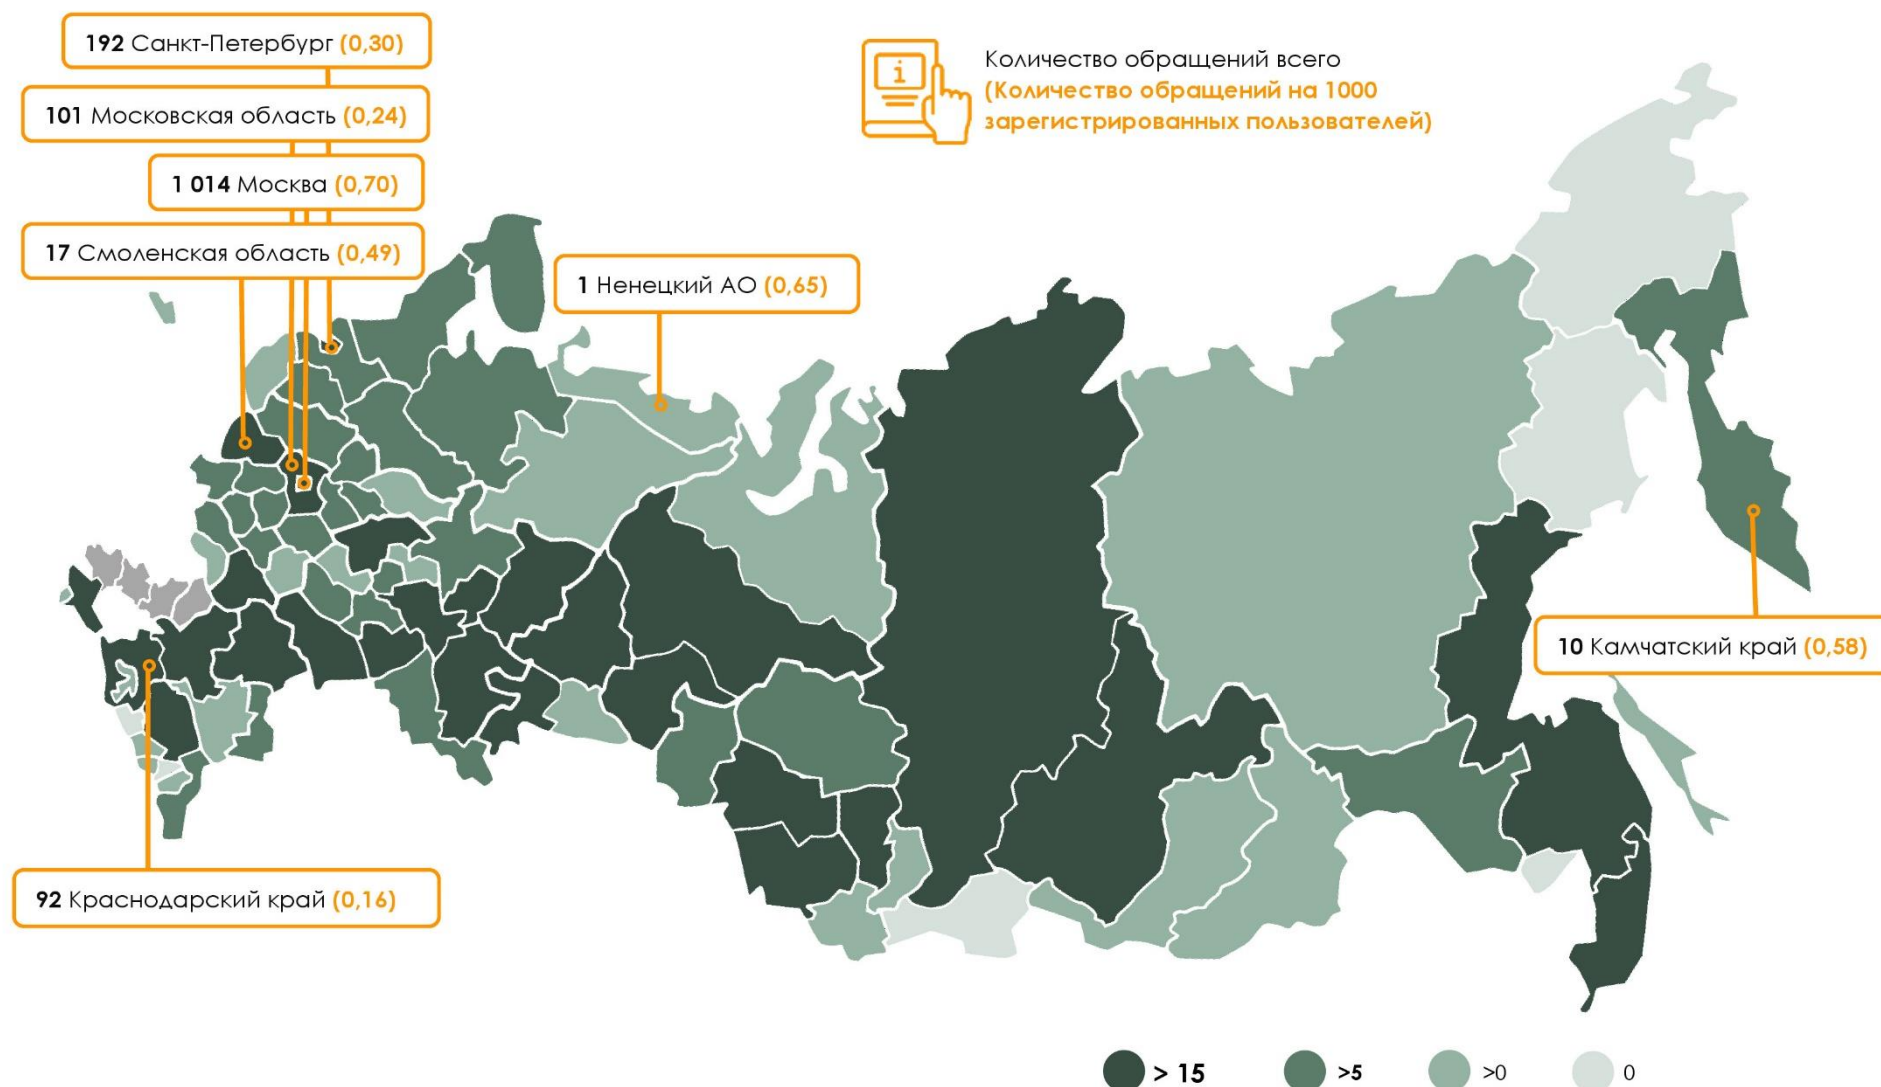 192 Санкт-Петербург (0,30)
101 Московская область (0,24)
1 014 Москва (0,70)
17 Смоленская область (0,49)
i
Количество обращений всего
(Количество обращений на 1000
зарегистрированных пользователей)
1 Ненецкий АО (0,65)
10 Камчатский край (0,58)
92 Краснодарский край (0,16)
> 15
>5
>0
0